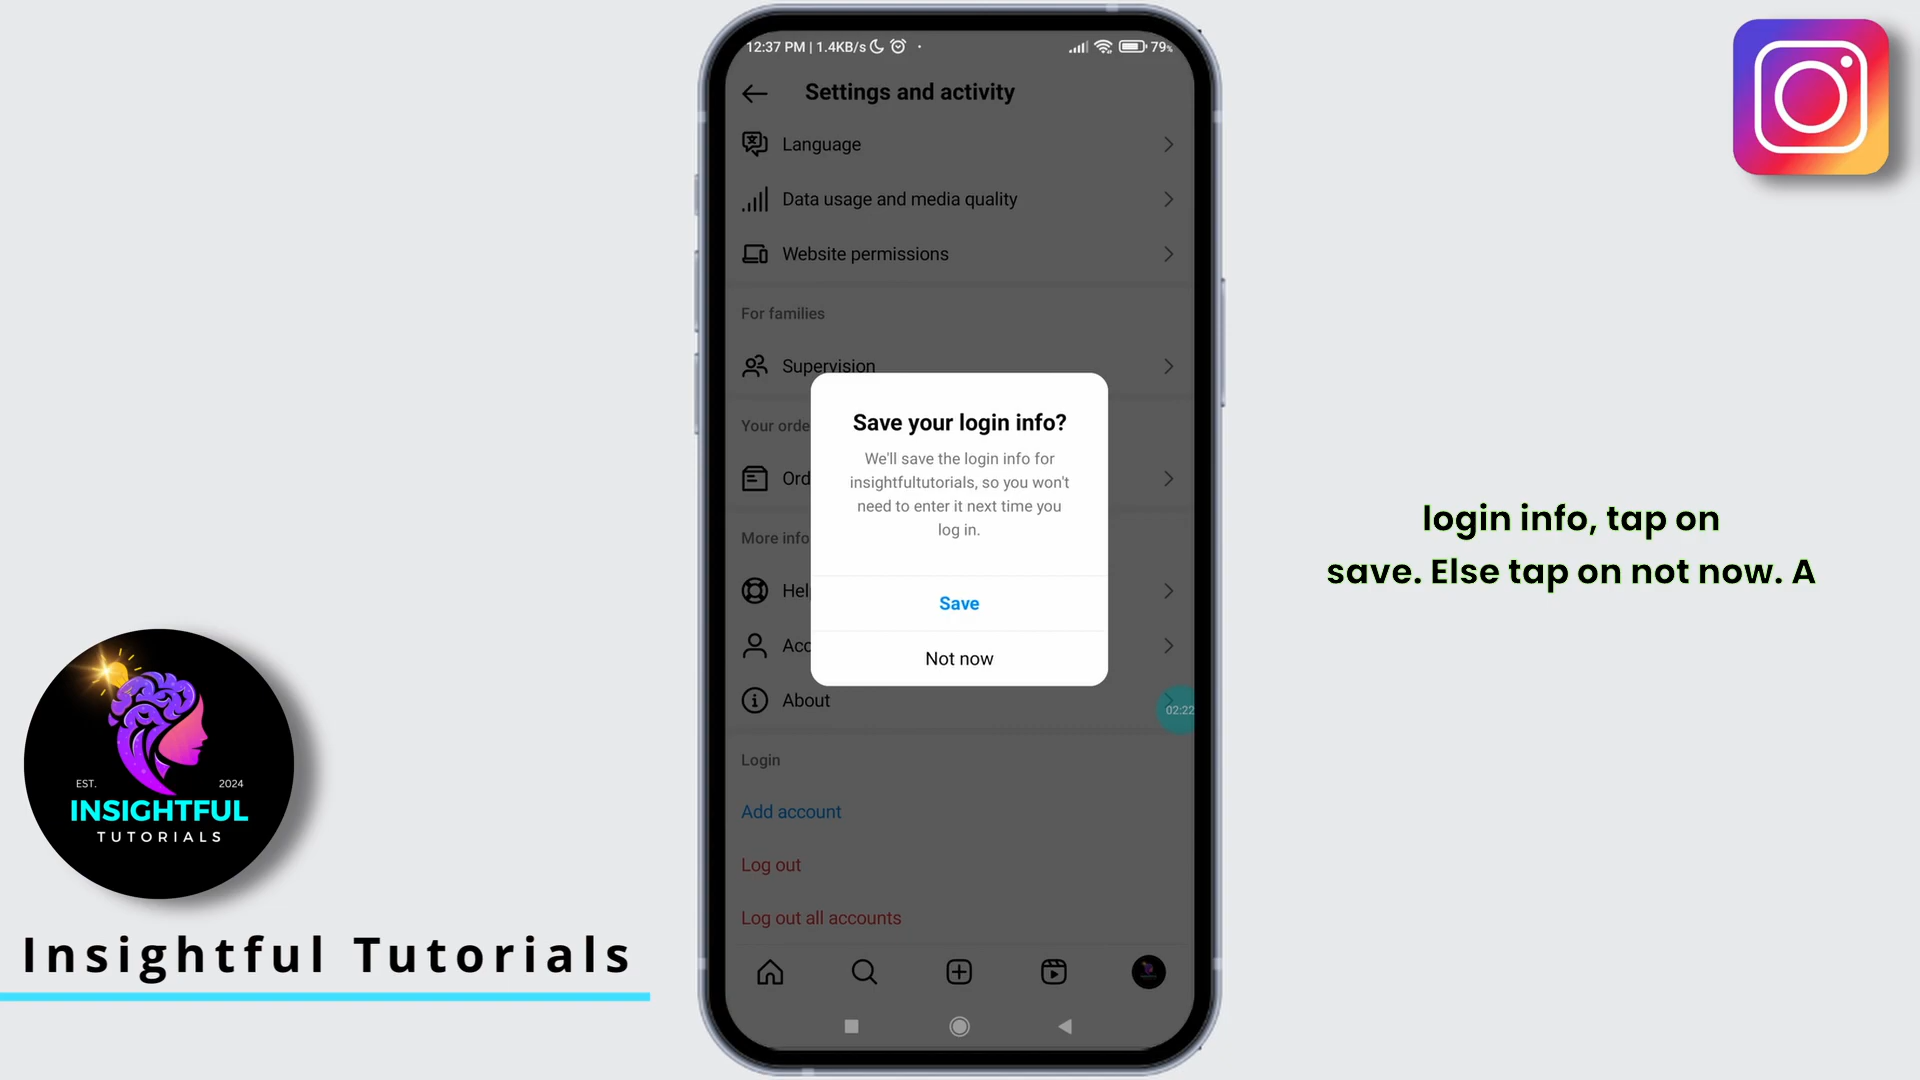 12:37 PM | 1.4KB/s
79%
Settings and activity
Language
Data usage and media quality
Website permissions
For families
Supervision
Your orde
Ord
More info
Hel
Acc
About
Save your login info?
We'll save the login info for
insightfultutorials, so you won't
need to enter it next time you
log in.
Save
Not now
02:22
Login
Add account
Log out
Log out all accounts
login info, tap on
save. Else tap on not now. A
EST. 2024
INSIGHTFUL
TUTORIALS
Insightful Tutorials